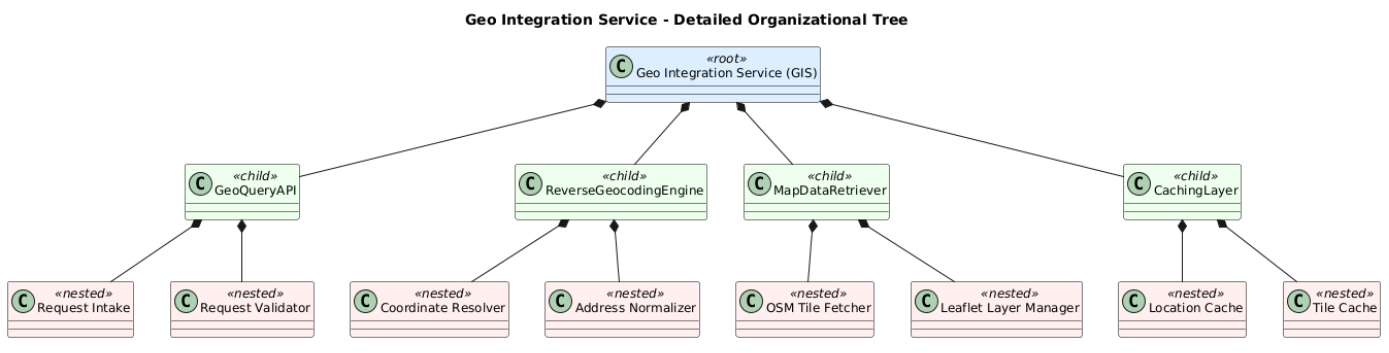 Geo Integration Service - Detailed Organizational Tree
C
«root»
Geo Integration Service (GIS)
C
«child»
GeoQueryAPI
C
«child»
ReverseGeocodingEngine
C
«child»
MapDataRetriever
C
«child»
CachingLayer
C
«nested»
Request Intake
C
«nested»
Request Validator
C
«nested»
Coordinate Resolver
C
«nested»
Address Normalizer
C
«nested»
OSM Tile Fetcher
C
«nested»
Leaflet Layer Manager
C
«nested»
Location Cache
C
«nested»
Tile Cache